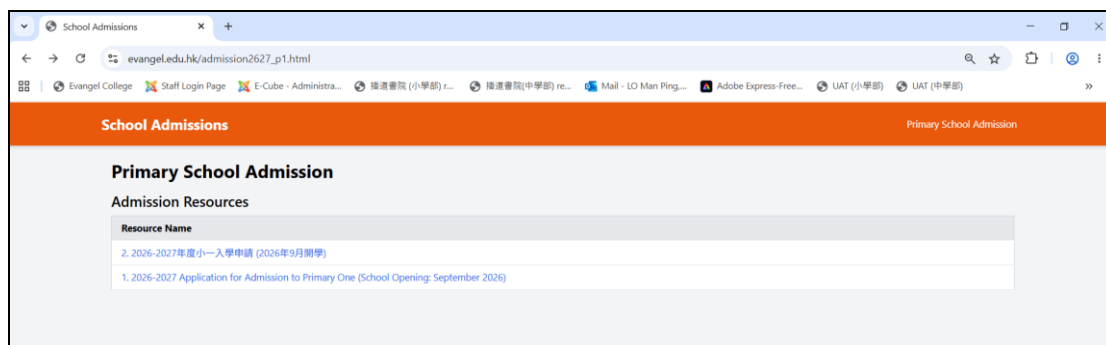 School Admissions
evangel.edu.hk/admission2627_p1.html
Evangel College Staff Login Page E-Cube - Administra... 播道書院 (小學部) r... 播道書院(中學部) re... Mail - LO Man Ping,... Adobe Express-Free... UAT (小學部) UAT (中學部)
School Admissions Primary School Admission
Primary School Admission
Admission Resources
Resource Name
2. 2026-2027年度小一入學申請 (2026年9月開學)
1. 2026-2027 Application for Admission to Primary One (School Opening: September 2026)